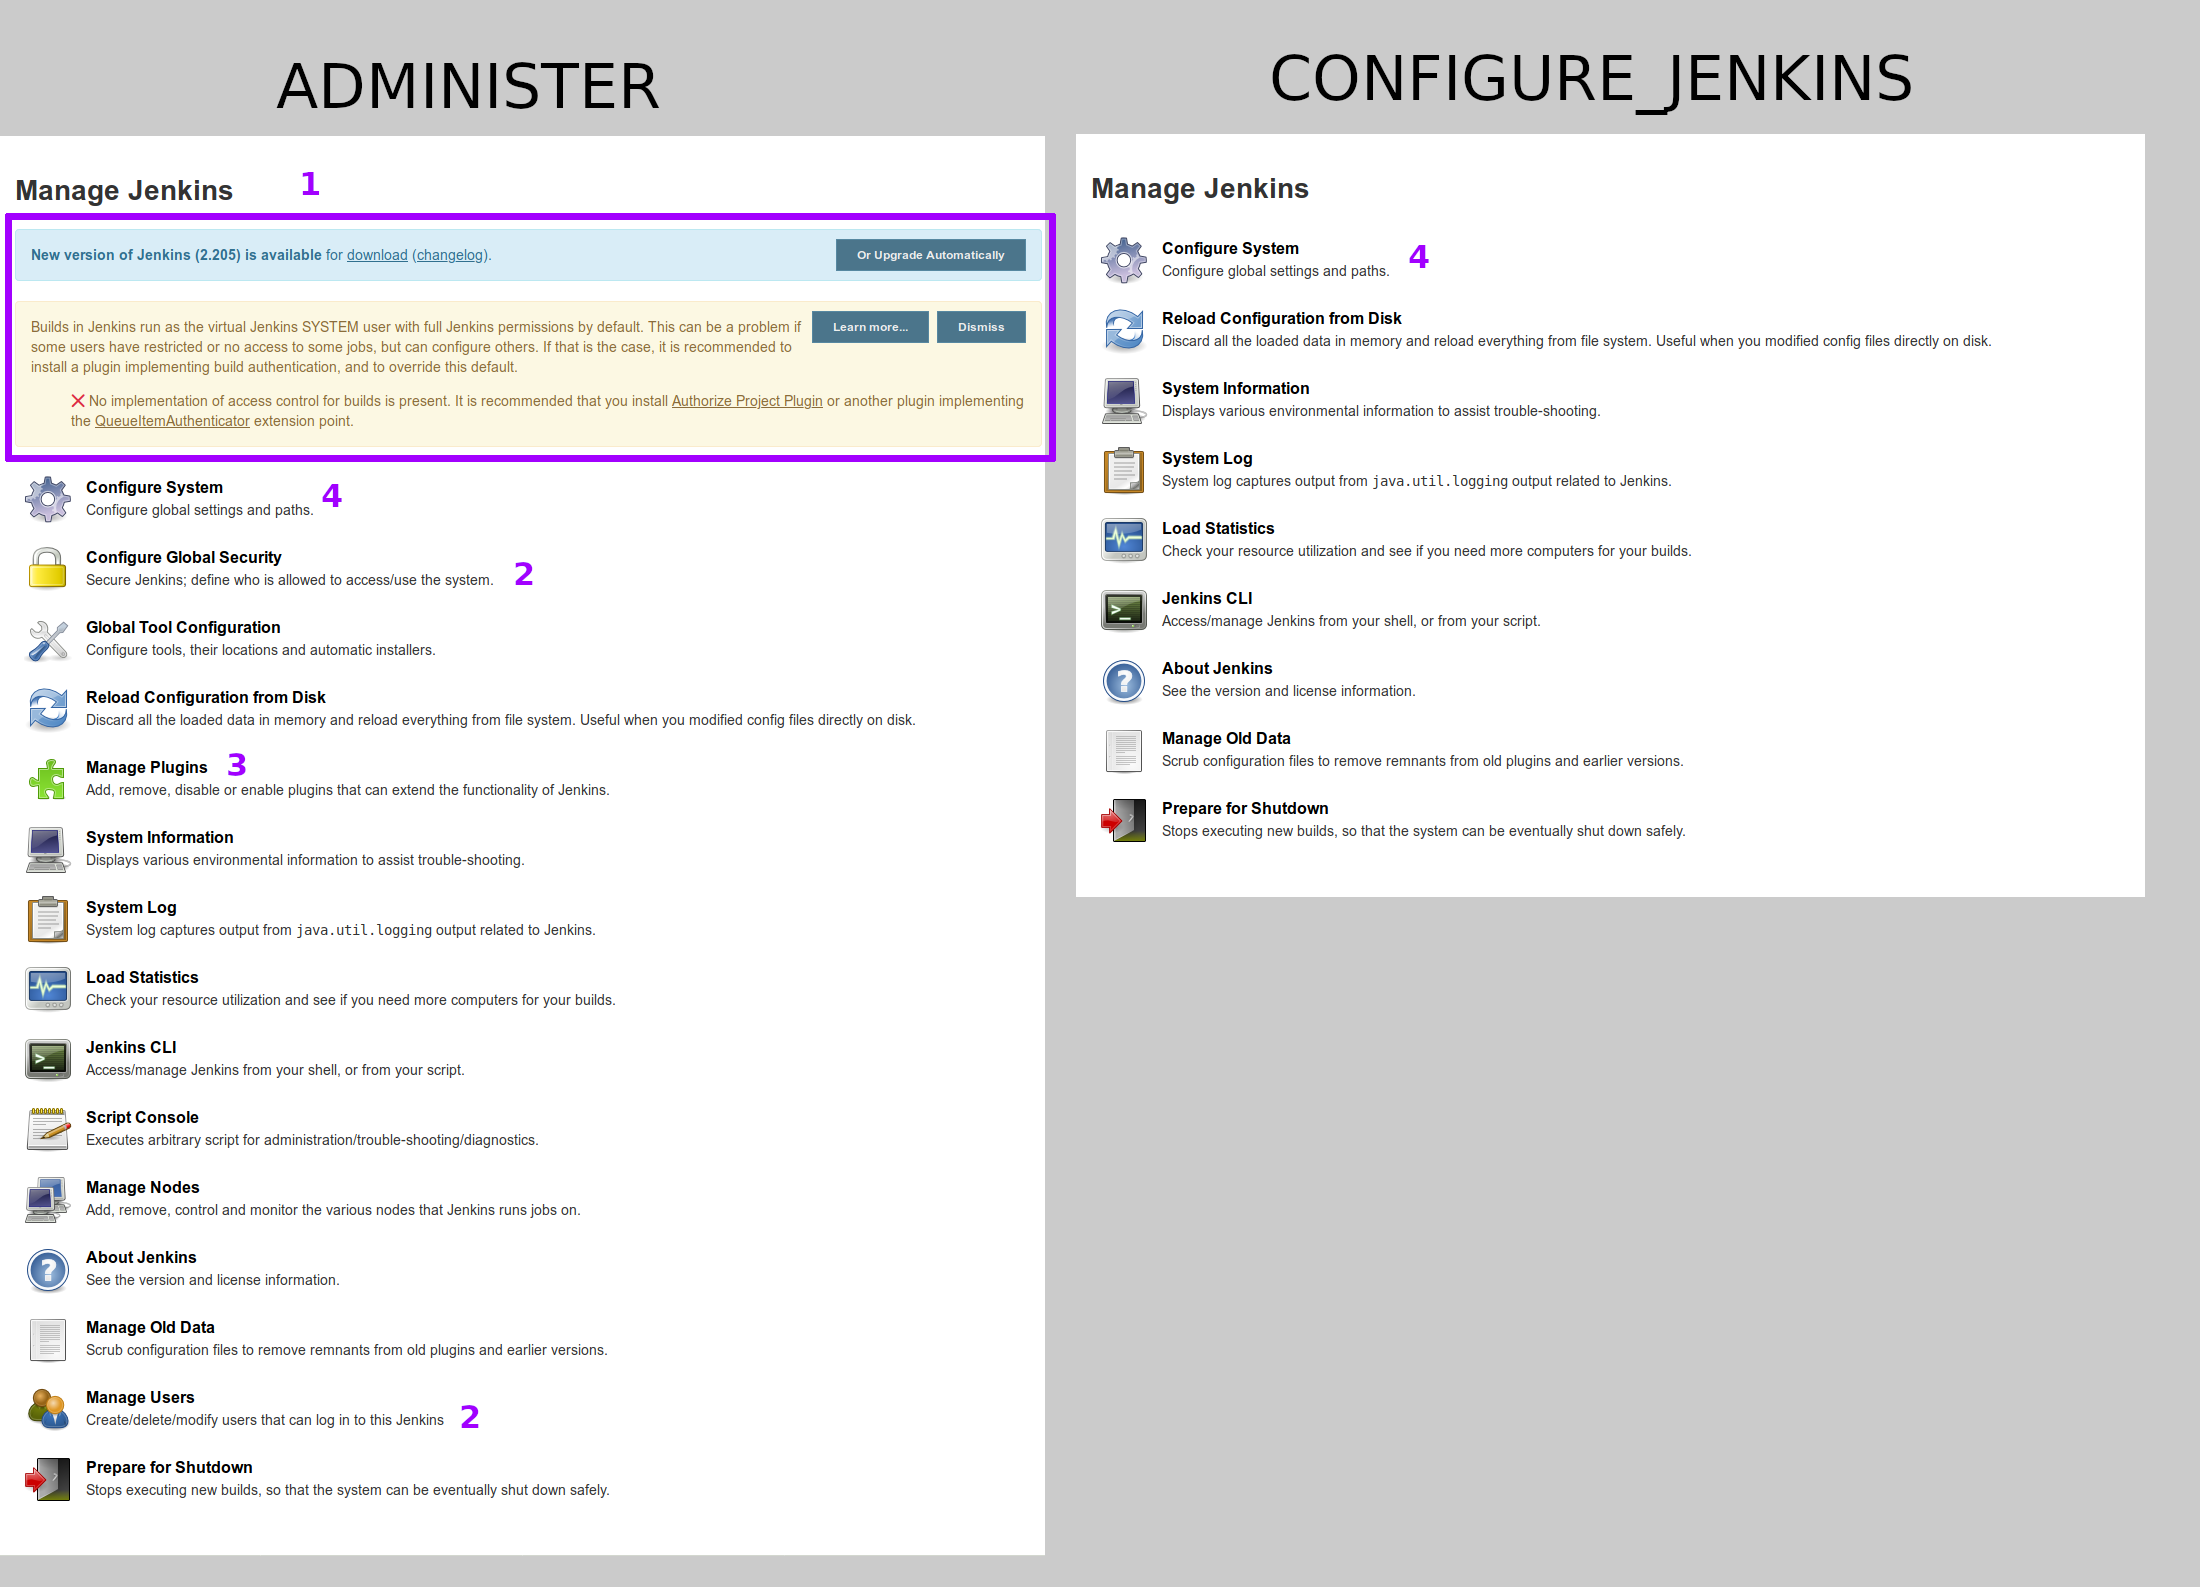 ADMINISTER
Manage Jenkins 1
New version of Jenkins (2.205) is available for download (changelog). Or Upgrade Automatically
Builds in Jenkins run as the virtual Jenkins SYSTEM user with full Jenkins permissions by default. This can be a problem if
some users have restricted or no access to some jobs, but can configure others. If that is the case, it is recommended to
install a plugin implementing build authentication, and to override this default.
Learn more... Dismiss
No implementation of access control for builds is present. It is recommended that you install Authorize Project Plugin or another plugin implementing
the QueueItemAuthenticator extension point.
Configure System 4
Configure global settings and paths.
Configure Global Security
Secure Jenkins; define who is allowed to access/use the system. 2
Global Tool Configuration
Configure tools, their locations and automatic installers.
Reload Configuration from Disk
Discard all the loaded data in memory and reload everything from file system. Useful when you modified config files directly on disk.
Manage Plugins 3
Add, remove, disable or enable plugins that can extend the functionality of Jenkins.
System Information
Displays various environmental information to assist trouble-shooting.
System Log
System log captures output from java.util.logging output related to Jenkins.
Load Statistics
Check your resource utilization and see if you need more computers for your builds.
Jenkins CLI
Access/manage Jenkins from your shell, or from your script.
Script Console
Executes arbitrary script for administration/trouble-shooting/diagnostics.
Manage Nodes
Add, remove, control and monitor the various nodes that Jenkins runs jobs on.
About Jenkins
See the version and license information.
Manage Old Data
Scrub configuration files to remove remnants from old plugins and earlier versions.
Manage Users
Create/delete/modify users that can log in to this Jenkins 2
Prepare for Shutdown
Stops executing new builds, so that the system can be eventually shut down safely.
CONFIGURE_JENKINS
Manage Jenkins
Configure System 4
Configure global settings and paths.
Reload Configuration from Disk
Discard all the loaded data in memory and reload everything from file system. Useful when you modified config files directly on disk.
System Information
Displays various environmental information to assist trouble-shooting.
System Log
System log captures output from java.util.logging output related to Jenkins.
Load Statistics
Check your resource utilization and see if you need more computers for your builds.
Jenkins CLI
Access/manage Jenkins from your shell, or from your script.
About Jenkins
See the version and license information.
Manage Old Data
Scrub configuration files to remove remnants from old plugins and earlier versions.
Prepare for Shutdown
Stops executing new builds, so that the system can be eventually shut down safely.